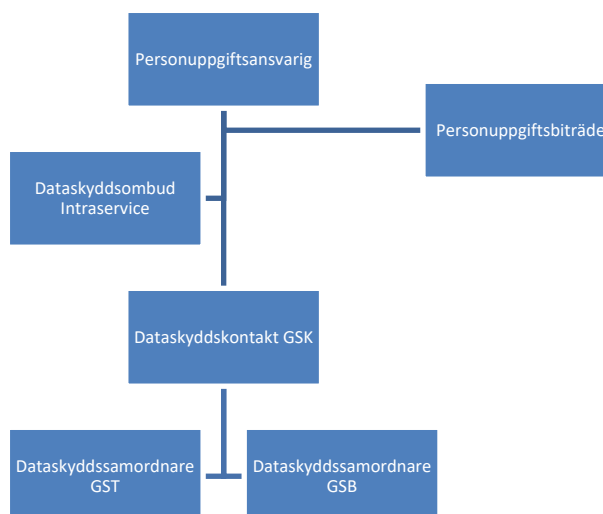 Personuppgiftsansvarig
Personuppgiftsbiträde
Dataskyddsombud
Intraservice
Dataskyddskontakt GSK
Dataskyddssamordnare
GST
Dataskyddssamordnare
GSB